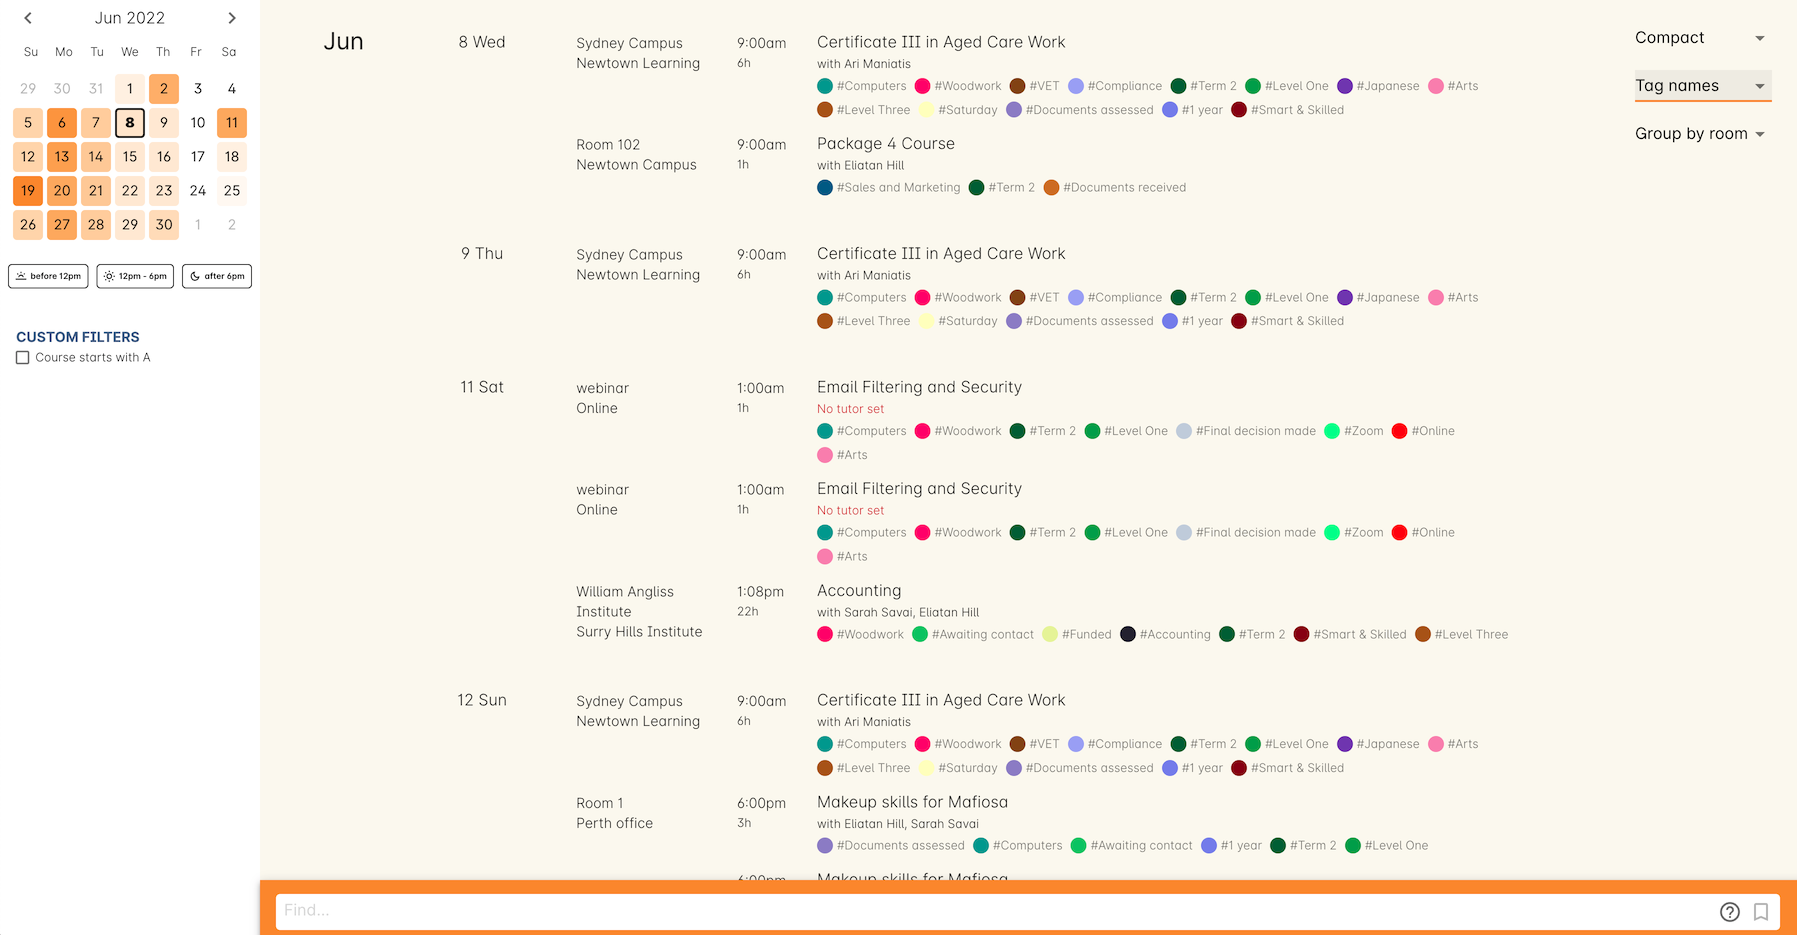 Jun 2022
Su Mo Tu We Th Fr Sa
29 30 31 1 2 3 4
5 6 7 8 9 10 11
12 13 14 15 16 17 18
19 20 21 22 23 24 25
26 27 28 29 30 1 2
before 12pm 12pm - 6pm after 6pm
CUSTOM FILTERS
Course starts with A
Compact
Tag names
Group by room
Jun
8 Wed
Sydney Campus
Newtown Learning
9:00am
6h
Certificate III in Aged Care Work
with Ari Maniatis
#Computers #Woodwork #VET #Compliance #Term 2 #Level One #Japanese #Arts
#Level Three #Saturday #Documents assessed #1 year #Smart & Skilled
Room 102
Newtown Campus
9:00am
1h
Package 4 Course
with Eliatan Hill
#Sales and Marketing #Term 2 #Documents received
9 Thu
Sydney Campus
Newtown Learning
9:00am
6h
Certificate III in Aged Care Work
with Ari Maniatis
#Computers #Woodwork #VET #Compliance #Term 2 #Level One #Japanese #Arts
#Level Three #Saturday #Documents assessed #1 year #Smart & Skilled
11 Sat
webinar
Online
1:00am
1h
Email Filtering and Security
No tutor set
#Computers #Woodwork #Term 2 #Level One #Final decision made #Zoom #Online
#Arts
webinar
Online
1:00am
1h
Email Filtering and Security
No tutor set
#Computers #Woodwork #Term 2 #Level One #Final decision made #Zoom #Online
#Arts
William Angliss
Institute
Surry Hills Institute
1:08pm
22h
Accounting
with Sarah Savai, Eliatan Hill
#Woodwork #Awaiting contact #Funded #Accounting #Term 2 #Smart & Skilled #Level Three
12 Sun
Sydney Campus
Newtown Learning
9:00am
6h
Certificate III in Aged Care Work
with Ari Maniatis
#Computers #Woodwork #VET #Compliance #Term 2 #Level One #Japanese #Arts
#Level Three #Saturday #Documents assessed #1 year #Smart & Skilled
Room 1
Perth office
6:00pm
3h
Makeup skills for Mafiosa
with Eliatan Hill, Sarah Savai
#Documents assessed #Computers #Awaiting contact #1 year #Term 2 #Level One
6:00pm
Makeup skills for Mafiosa
Find...